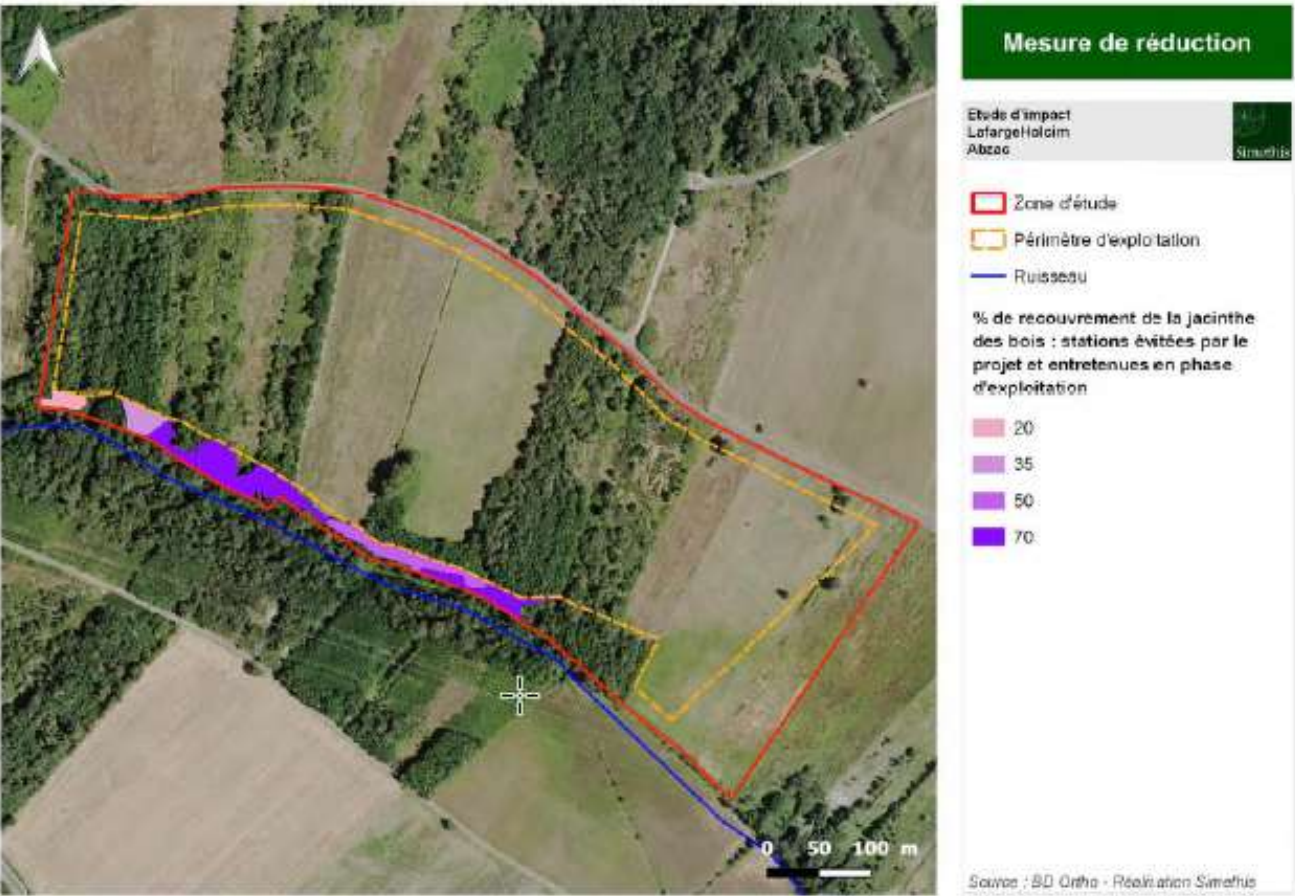 Mesure de réduction
Etude d'impact
LafargeHolcim
Abzac
Simethis
Zone d'étude
Périmètre d'exploitation
Ruisseau
% de recouvrement de la jacinthe
des bois : stations évitées par le
projet et entretenues en phase
d'exploitation
20
35
50
70
0 50 100 m
Source : BD Ortho - Réalisation Simethis